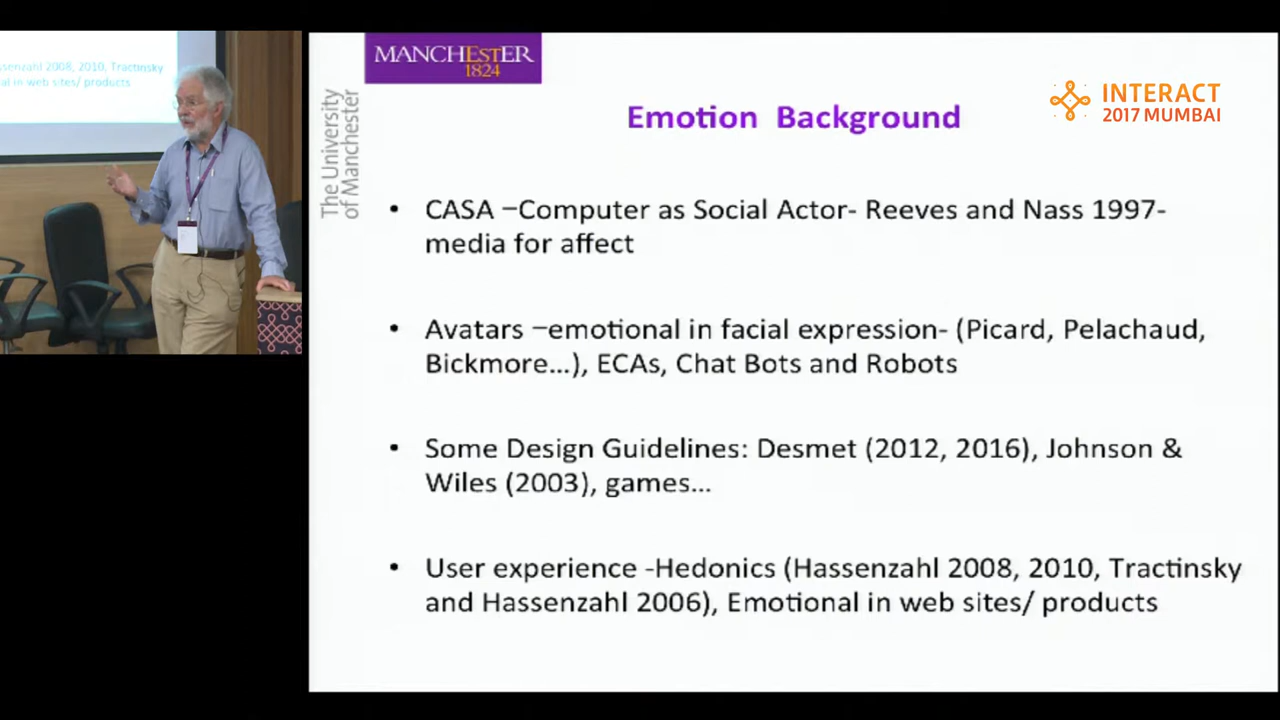 ssenzahl 2008, 2010, Tractinsky
al in web sites/ products
MANCHESTER
1824
The University
of Manchester
Emotion Background
INTERACT
2017 MUMBAI
• CASA –Computer as Social Actor- Reeves and Nass 1997-
media for affect
• Avatars –emotional in facial expression- (Picard, Pelachaud,
Bickmore...), ECAs, Chat Bots and Robots
• Some Design Guidelines: Desmet (2012, 2016), Johnson &
Wiles (2003), games...
• User experience -Hedonics (Hassenzahl 2008, 2010, Tractinsky
and Hassenzahl 2006), Emotional in web sites/ products